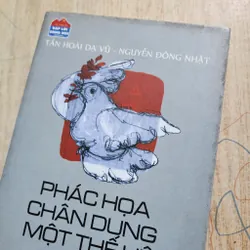 TẦN HOÀI DẠ VŨ - NGUYỄN ĐÔNG NHẬT
PHÁC HỌA
CHÂN DUNG
MỘT THẾ HỆ